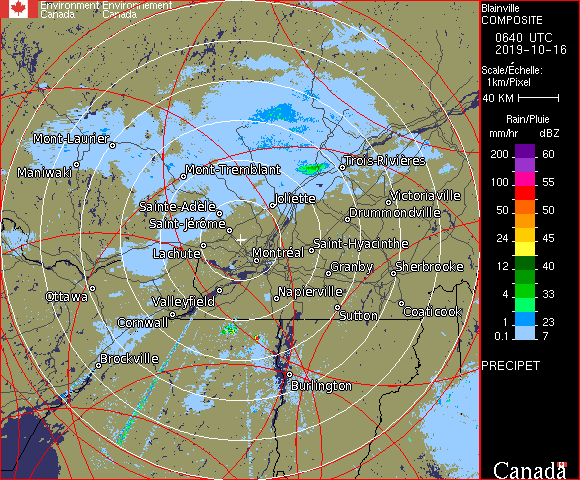 Environment Environnement
Canada Canada
Blainville
COMPOSITE
0640 UTC
2019-10-16
Scale/Échelle:
1km/Pixel
40 KM
Rain/Pluie
mm/hr dBZ
200 60
150 57
100 55
50 50
24 45
12 40
4 33
1 23
0.1 7
PRECIPET
Canada
Mont-Laurier
Maniwaki
Mont-Tremblant
Trois-Rivières
Sainte-Adèle
Joliette
Victoriaville
Drummondville
Saint-Jérôme
Lachute
Montréal
Saint-Hyacinthe
Granby
Sherbrooke
Ottawa
Valleyfield
Napierville
Cornwall
Sutton
Coaticook
Brockville
Burlington